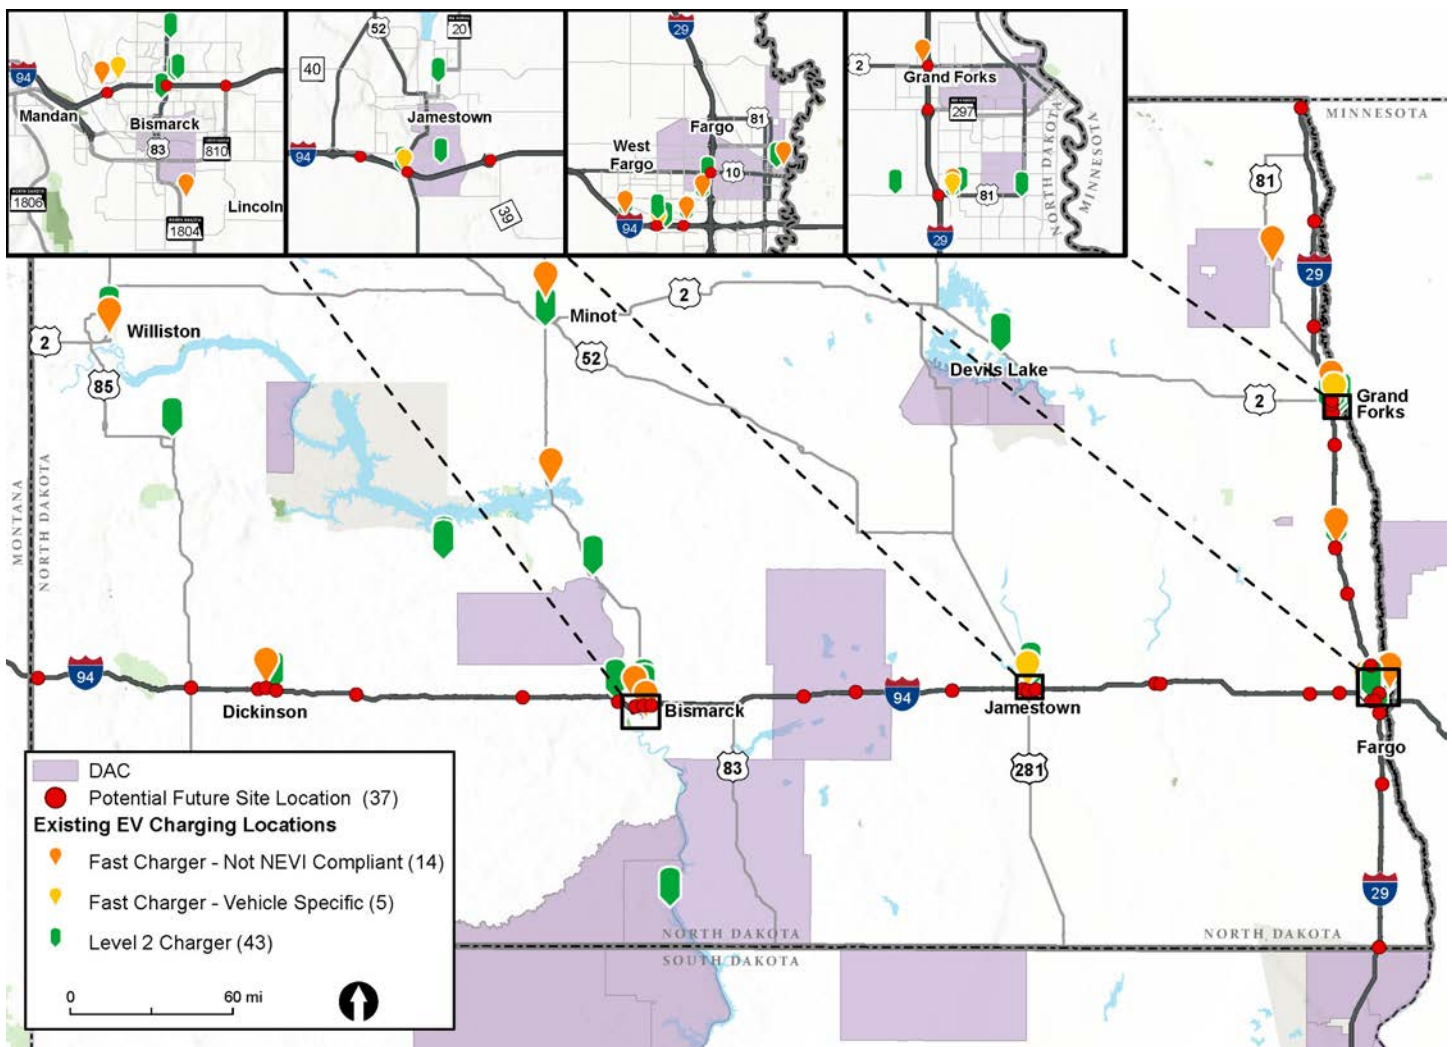 94
Mandan
Bismarck
83
810
Lincoln
1806
1804
52
20
40
Jamestown
94
39
29
Fargo
81
West
Fargo
10
94
2
Grand Forks
297
81
29
NORTH DAKOTA
MINNESOTA
MINNESOTA
81
29
2
Williston
85
Minot
2
52
Devils Lake
2
Grand
Forks
MONTANA
NORTH DAKOTA
94
Dickinson
Bismarck
83
94
Jamestown
281
Fargo
29
NORTH DAKOTA
SOUTH DAKOTA
NORTH DAKOTA
DAC
Potential Future Site Location (37)
Existing EV Charging Locations
Fast Charger - Not NEVI Compliant (14)
Fast Charger - Vehicle Specific (5)
Level 2 Charger (43)
0 60 mi